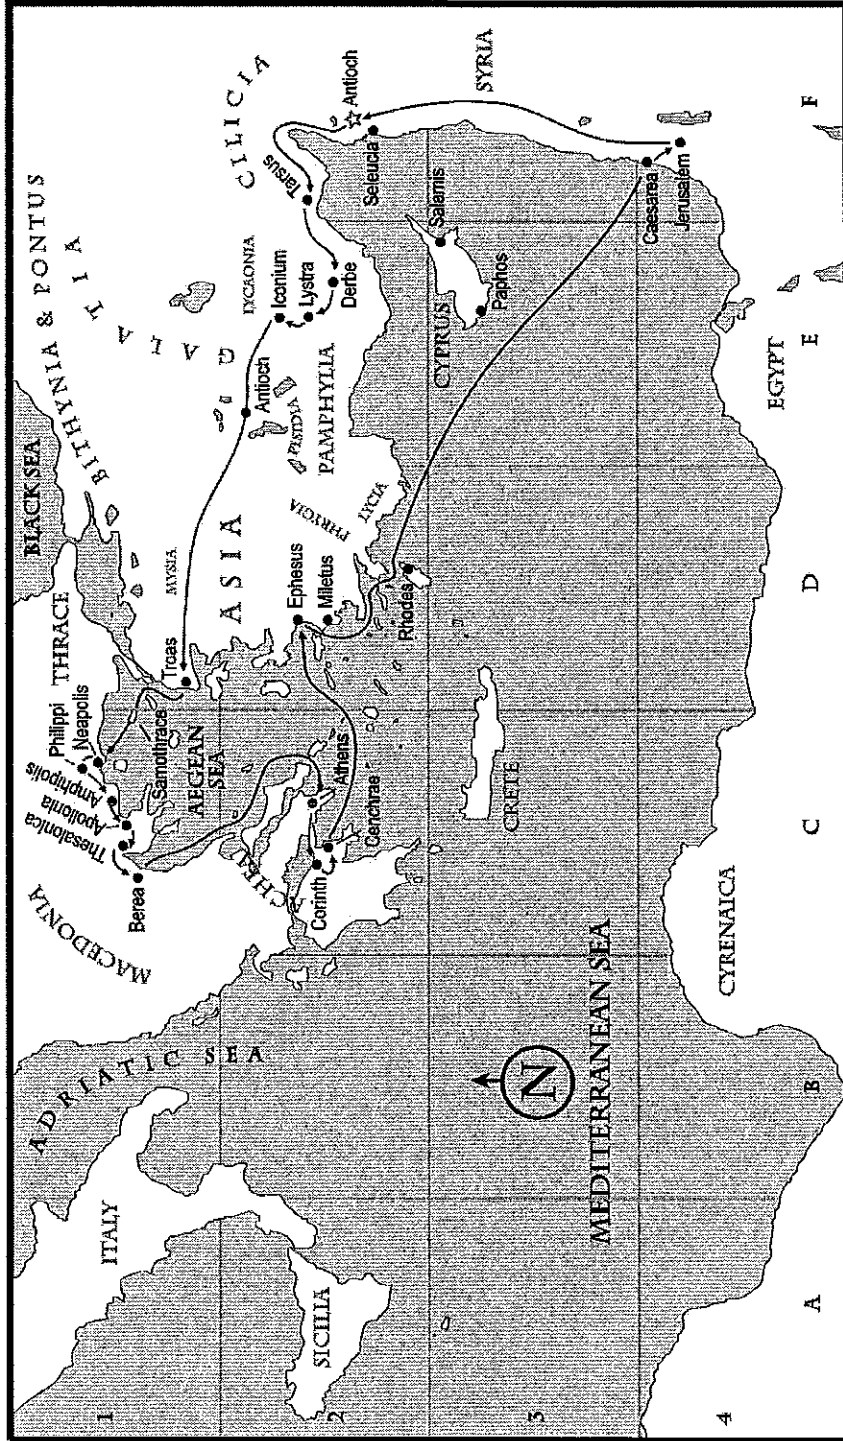 BLACK SEA
BITHYNIA & PONTUS
THRACE
Philippi
Neapolis
Amphipolis
Apollonia
Thessalonica
Berea
MACEDONIA
Samothrace
AEGEAN
SEA
Troas
MYSIA
ASIA
GALATIA
Antioch
PISIDYA
PAMPHYLIA
LYCAONIA
Iconium
Lystra
Derbe
Tarsus
CILICIA
Antioch
Seleucia
SYRIA
ADRIATIC SEA
ITALY
SICILIA
ACHEA
Athens
Corinth
Cenchrae
Ephesus
Miletus
PHRYGIA
LYCIA
Rhodes
CRETE
CYPRUS
Salamis
Paphos
Caesarea
Jerusalem
N
MEDITERRANEAN SEA
CYRENAICA
EGYPT
1
2
3
4
A
B
C
D
E
F